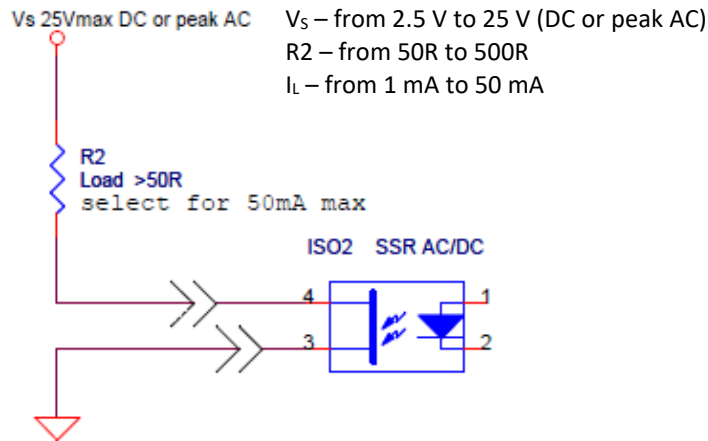 Vs 25Vmax DC or peak AC
VS – from 2.5 V to 25 V (DC or peak AC)
R2 – from 50R to 500R
IL – from 1 mA to 50 mA
R2
Load >50R
select for 50mA max
ISO2 SSR AC/DC
4 1
3 2